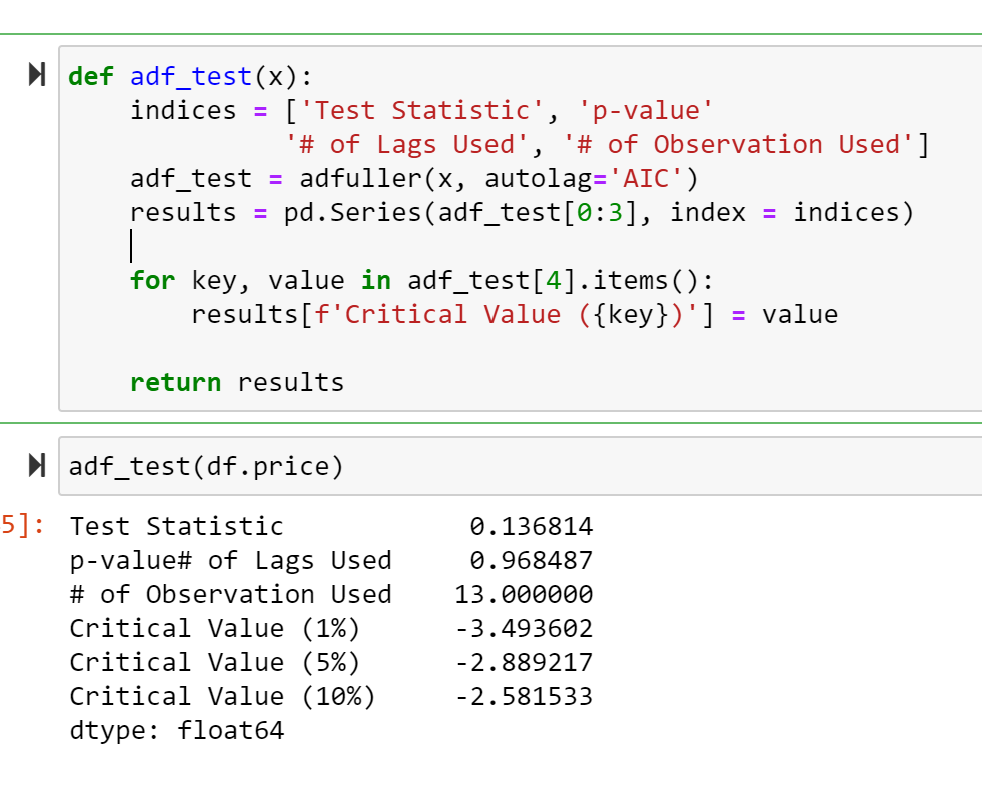 def adf_test(x):
    indices = ['Test Statistic', 'p-value'
              '# of Lags Used', '# of Observation Used']
    adf_test = adfuller(x, autolag='AIC')
    results = pd.Series(adf_test[0:3], index = indices)
    for key, value in adf_test[4].items():
        results[f'Critical Value ({key})'] = value
    return results
adf_test(df.price)
5]: Test Statistic            0.136814
p-value# of Lags Used     0.968487
# of Observation Used    13.000000
Critical Value (1%)      -3.493602
Critical Value (5%)      -2.889217
Critical Value (10%)     -2.581533
dtype: float64